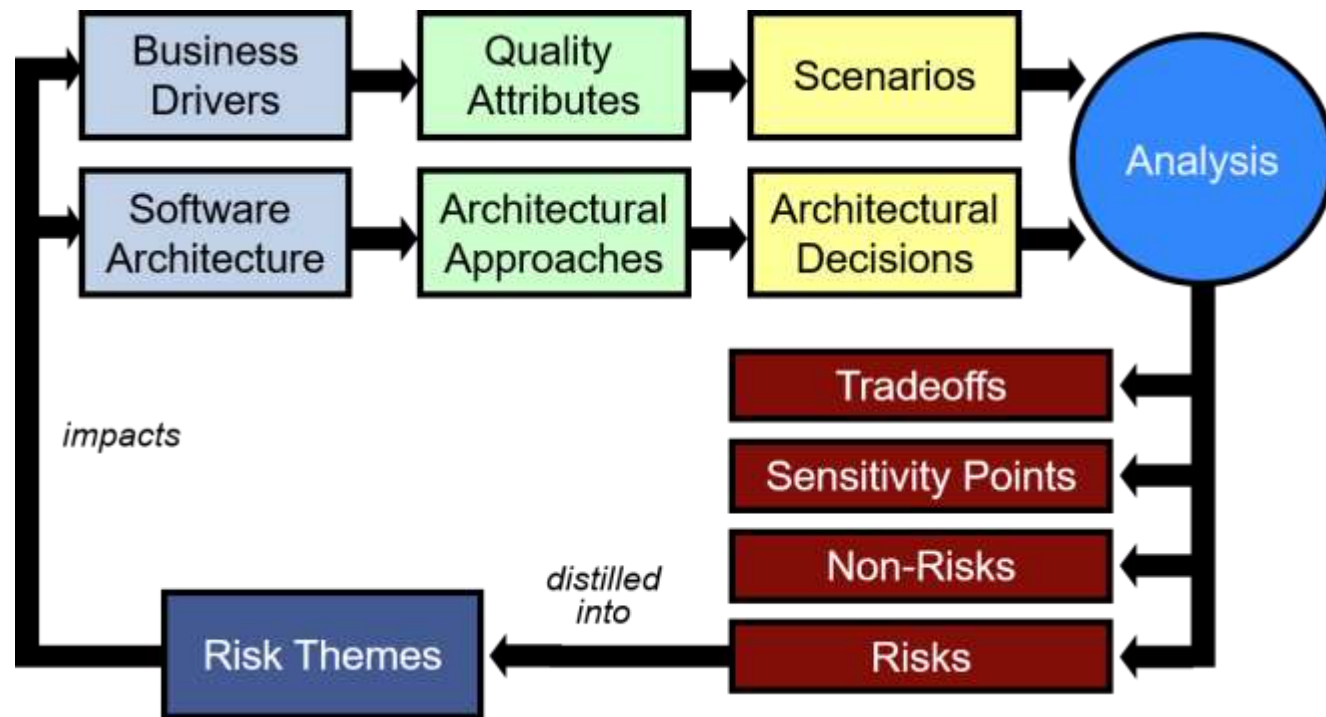 Business
Drivers
Quality
Attributes
Scenarios
Analysis
Software
Architecture
Architectural
Approaches
Architectural
Decisions
Tradeoffs
impacts
Sensitivity Points
Non-Risks
distilled
into
Risk Themes
Risks